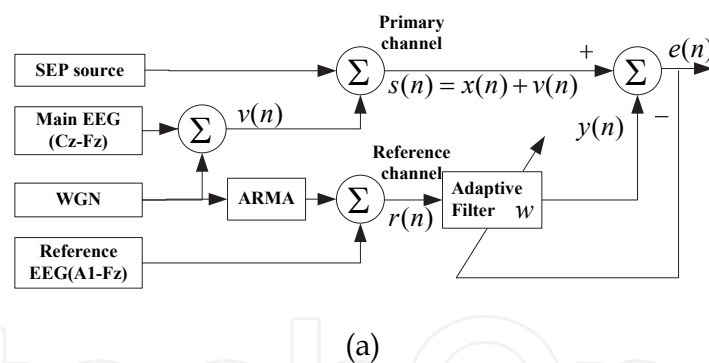 Primary
channel
SEP source
Σ
s(n) = x(n) + v(n)
+
Σ
e(n)
Main EEG
(Cz-Fz)
Σ
v(n)
y(n)
−
Reference
channel
WGN
ARMA
Σ
r(n)
Adaptive
Filter w
Reference
EEG(A1-Fz)
(a)